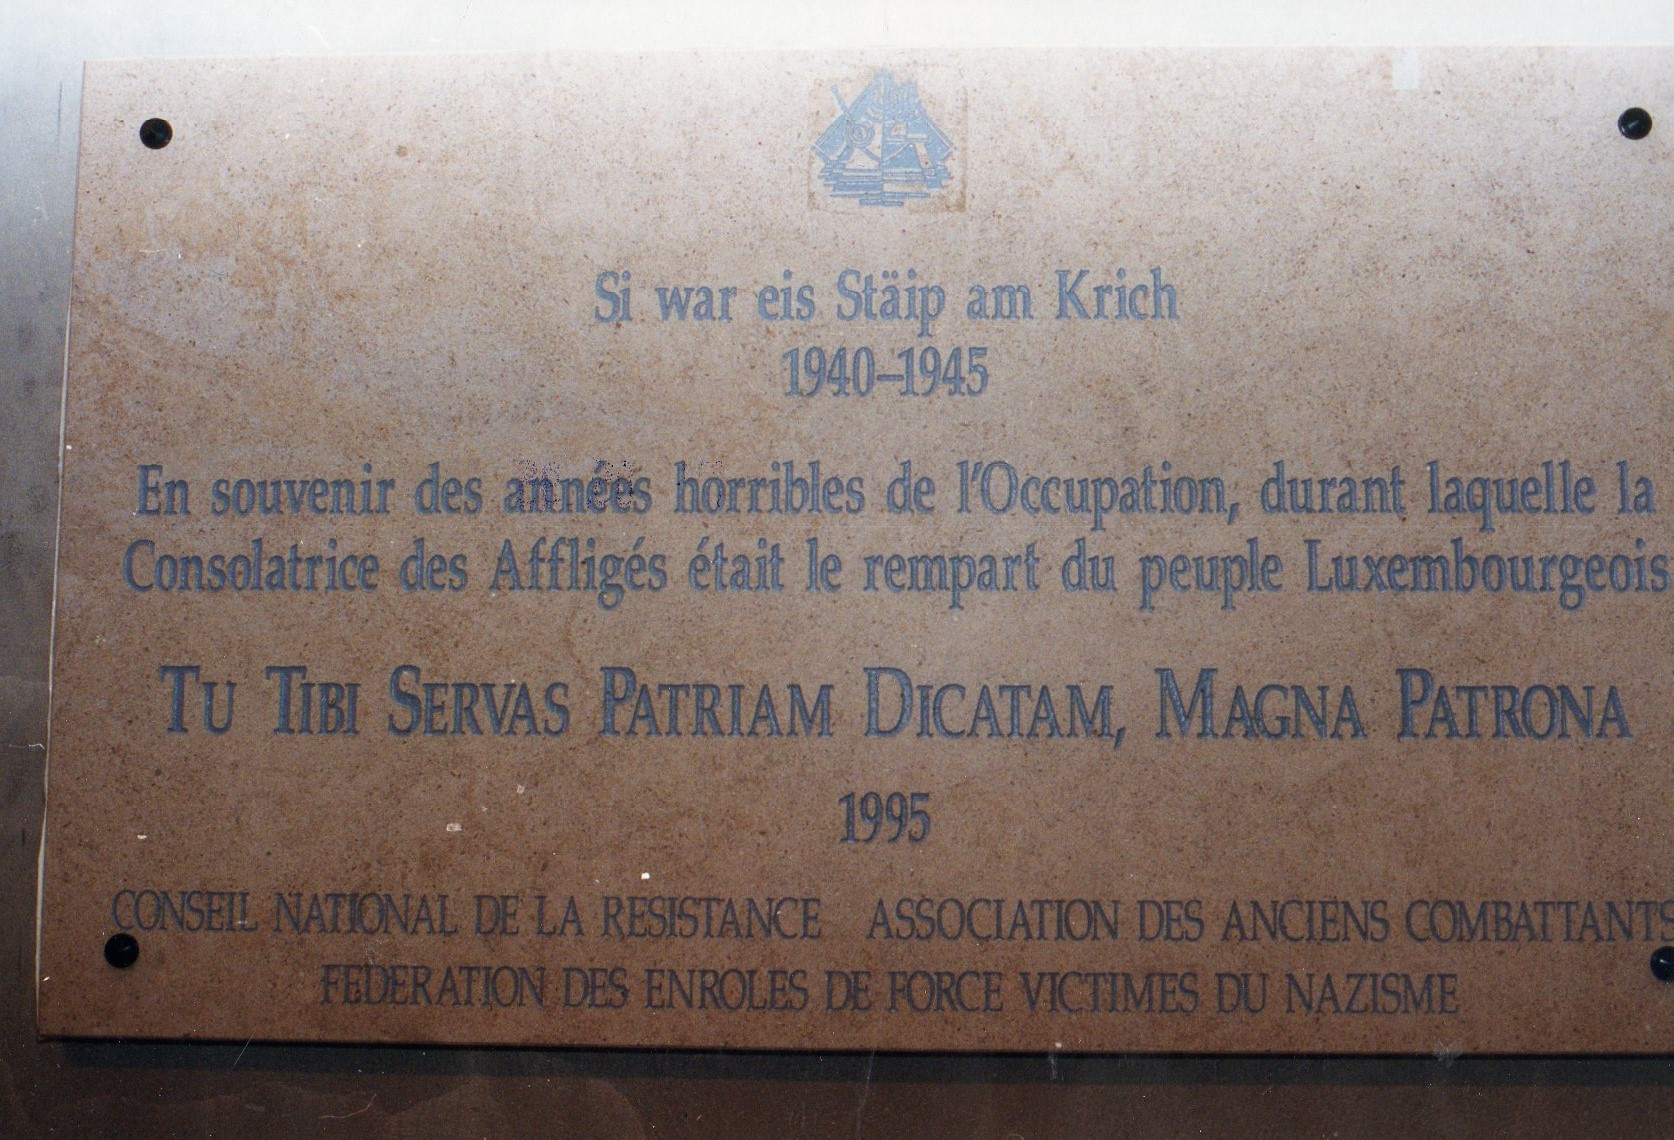 Si war eis Stäip am Krich
1940–1945
En souvenir des années horribles de l'Occupation, durant laquelle la
Consolatrice des Affligés était le rempart du peuple Luxembourgeois
TU TIBI SERVAS PATRIAM DICATAM, MAGNA PATRONA
1995
CONSEIL NATIONAL DE LA RESISTANCE ASSOCIATION DES ANCIENS COMBATTANTS
FEDERATION DES ENROLES DE FORCE VICTIMES DU NAZISME